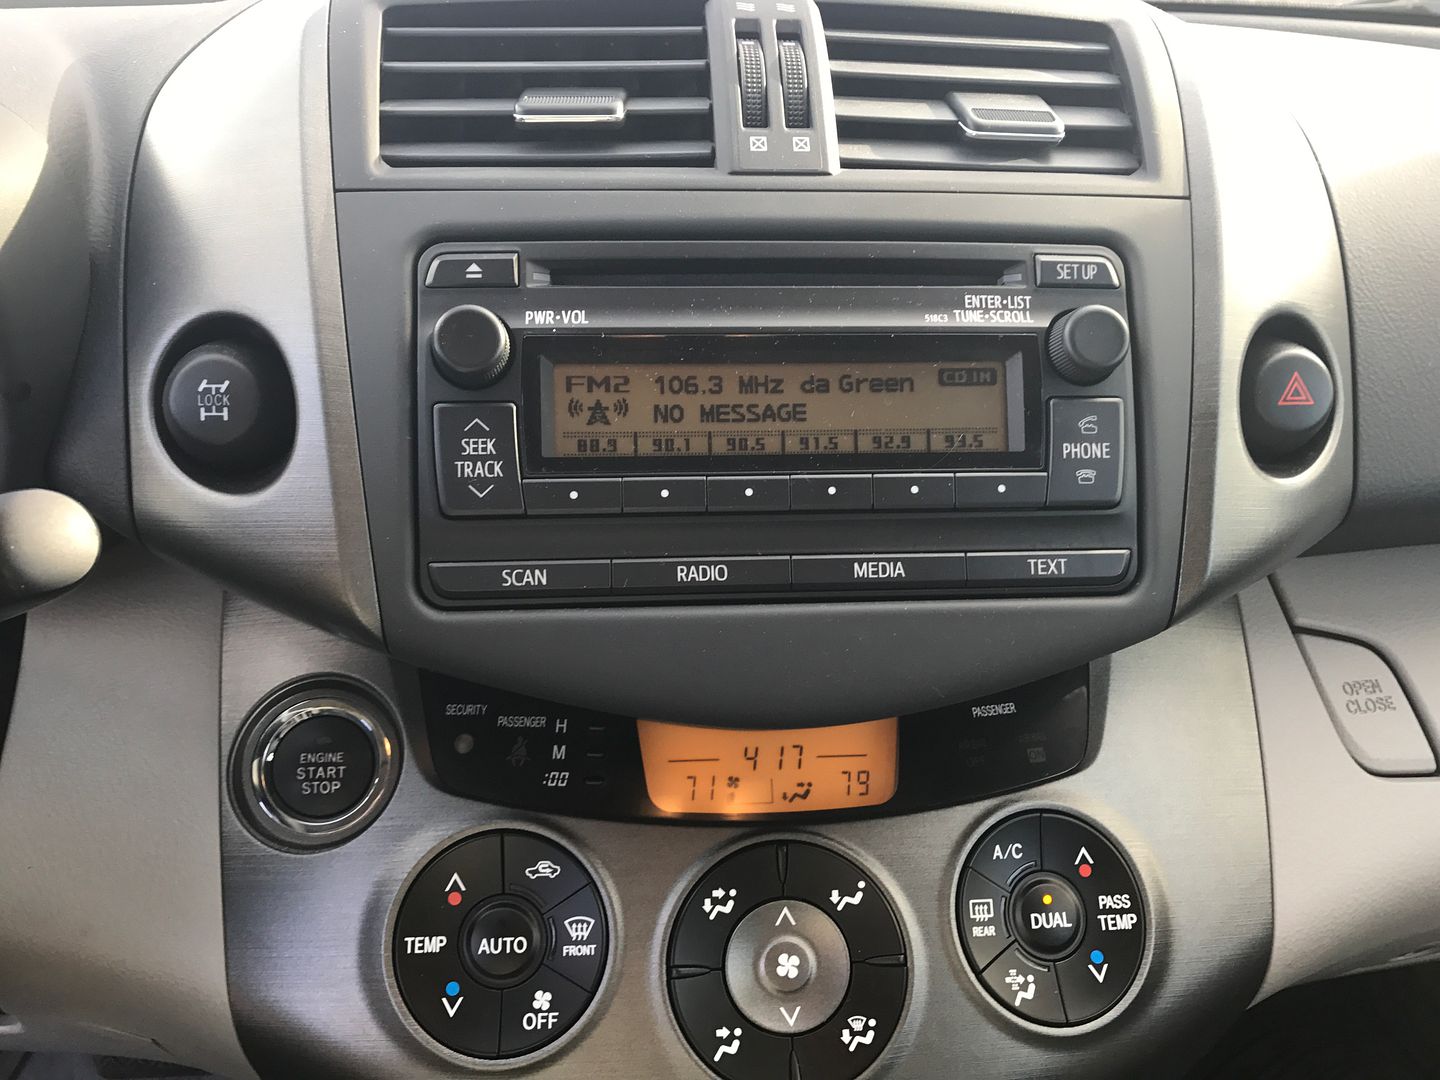 SET UP
PWR•VOL
ENTER•LIST
518C3 TUNE•SCROLL
FM2 106.3 MHz da Green CD IN
NO MESSAGE
88.9 90.1 90.5 91.5 92.9 93.5
LOCK
SEEK
TRACK
PHONE
SCAN RADIO MEDIA TEXT
OPEN
CLOSE
SECURITY PASSENGER H
M
:00
PASSENGER
4 17
71 79
ENGINE
START
STOP
TEMP AUTO FRONT
OFF
A/C
REAR DUAL PASS
TEMP